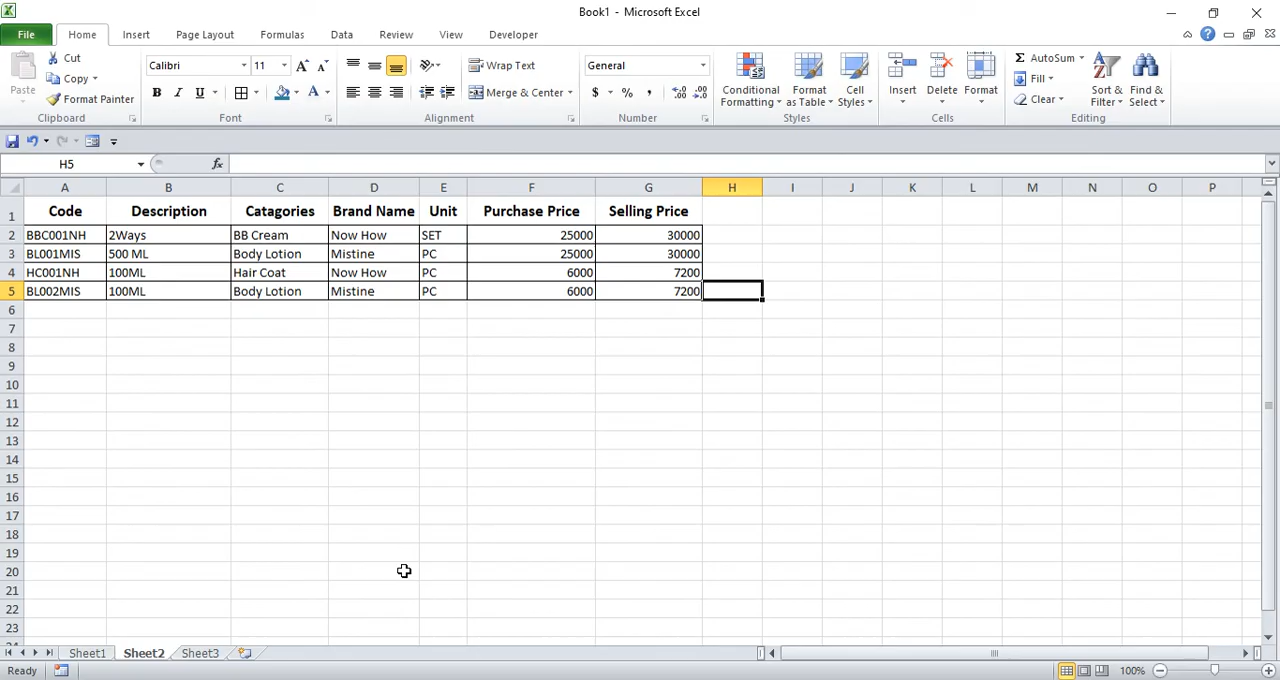 Book1 - Microsoft Excel
File Home Insert Page Layout Formulas Data Review View Developer
Paste
Cut
Copy
Format Painter
Clipboard
Calibri 11
B I U
Font
Wrap Text
Merge & Center
Alignment
General
$ % ,
Number
Conditional Formatting
Format as Table
Cell Styles
Styles
Insert Delete Format
Cells
AutoSum
Fill
Clear
Sort & Filter
Find & Select
Editing
H5 fx
A B C D E F G H I J K L M N O P
1 Code Description Catagories Brand Name Unit Purchase Price Selling Price
2 BBC001NH 2Ways BB Cream Now How SET 25000 30000
3 BL001MIS 500 ML Body Lotion Mistine PC 25000 30000
4 HC001NH 100ML Hair Coat Now How PC 6000 7200
5 BL002MIS 100ML Body Lotion Mistine PC 6000 7200
6
7
8
9
10
11
12
13
14
15
16
17
18
19
20
21
22
23
Sheet1 Sheet2 Sheet3
Ready 100%